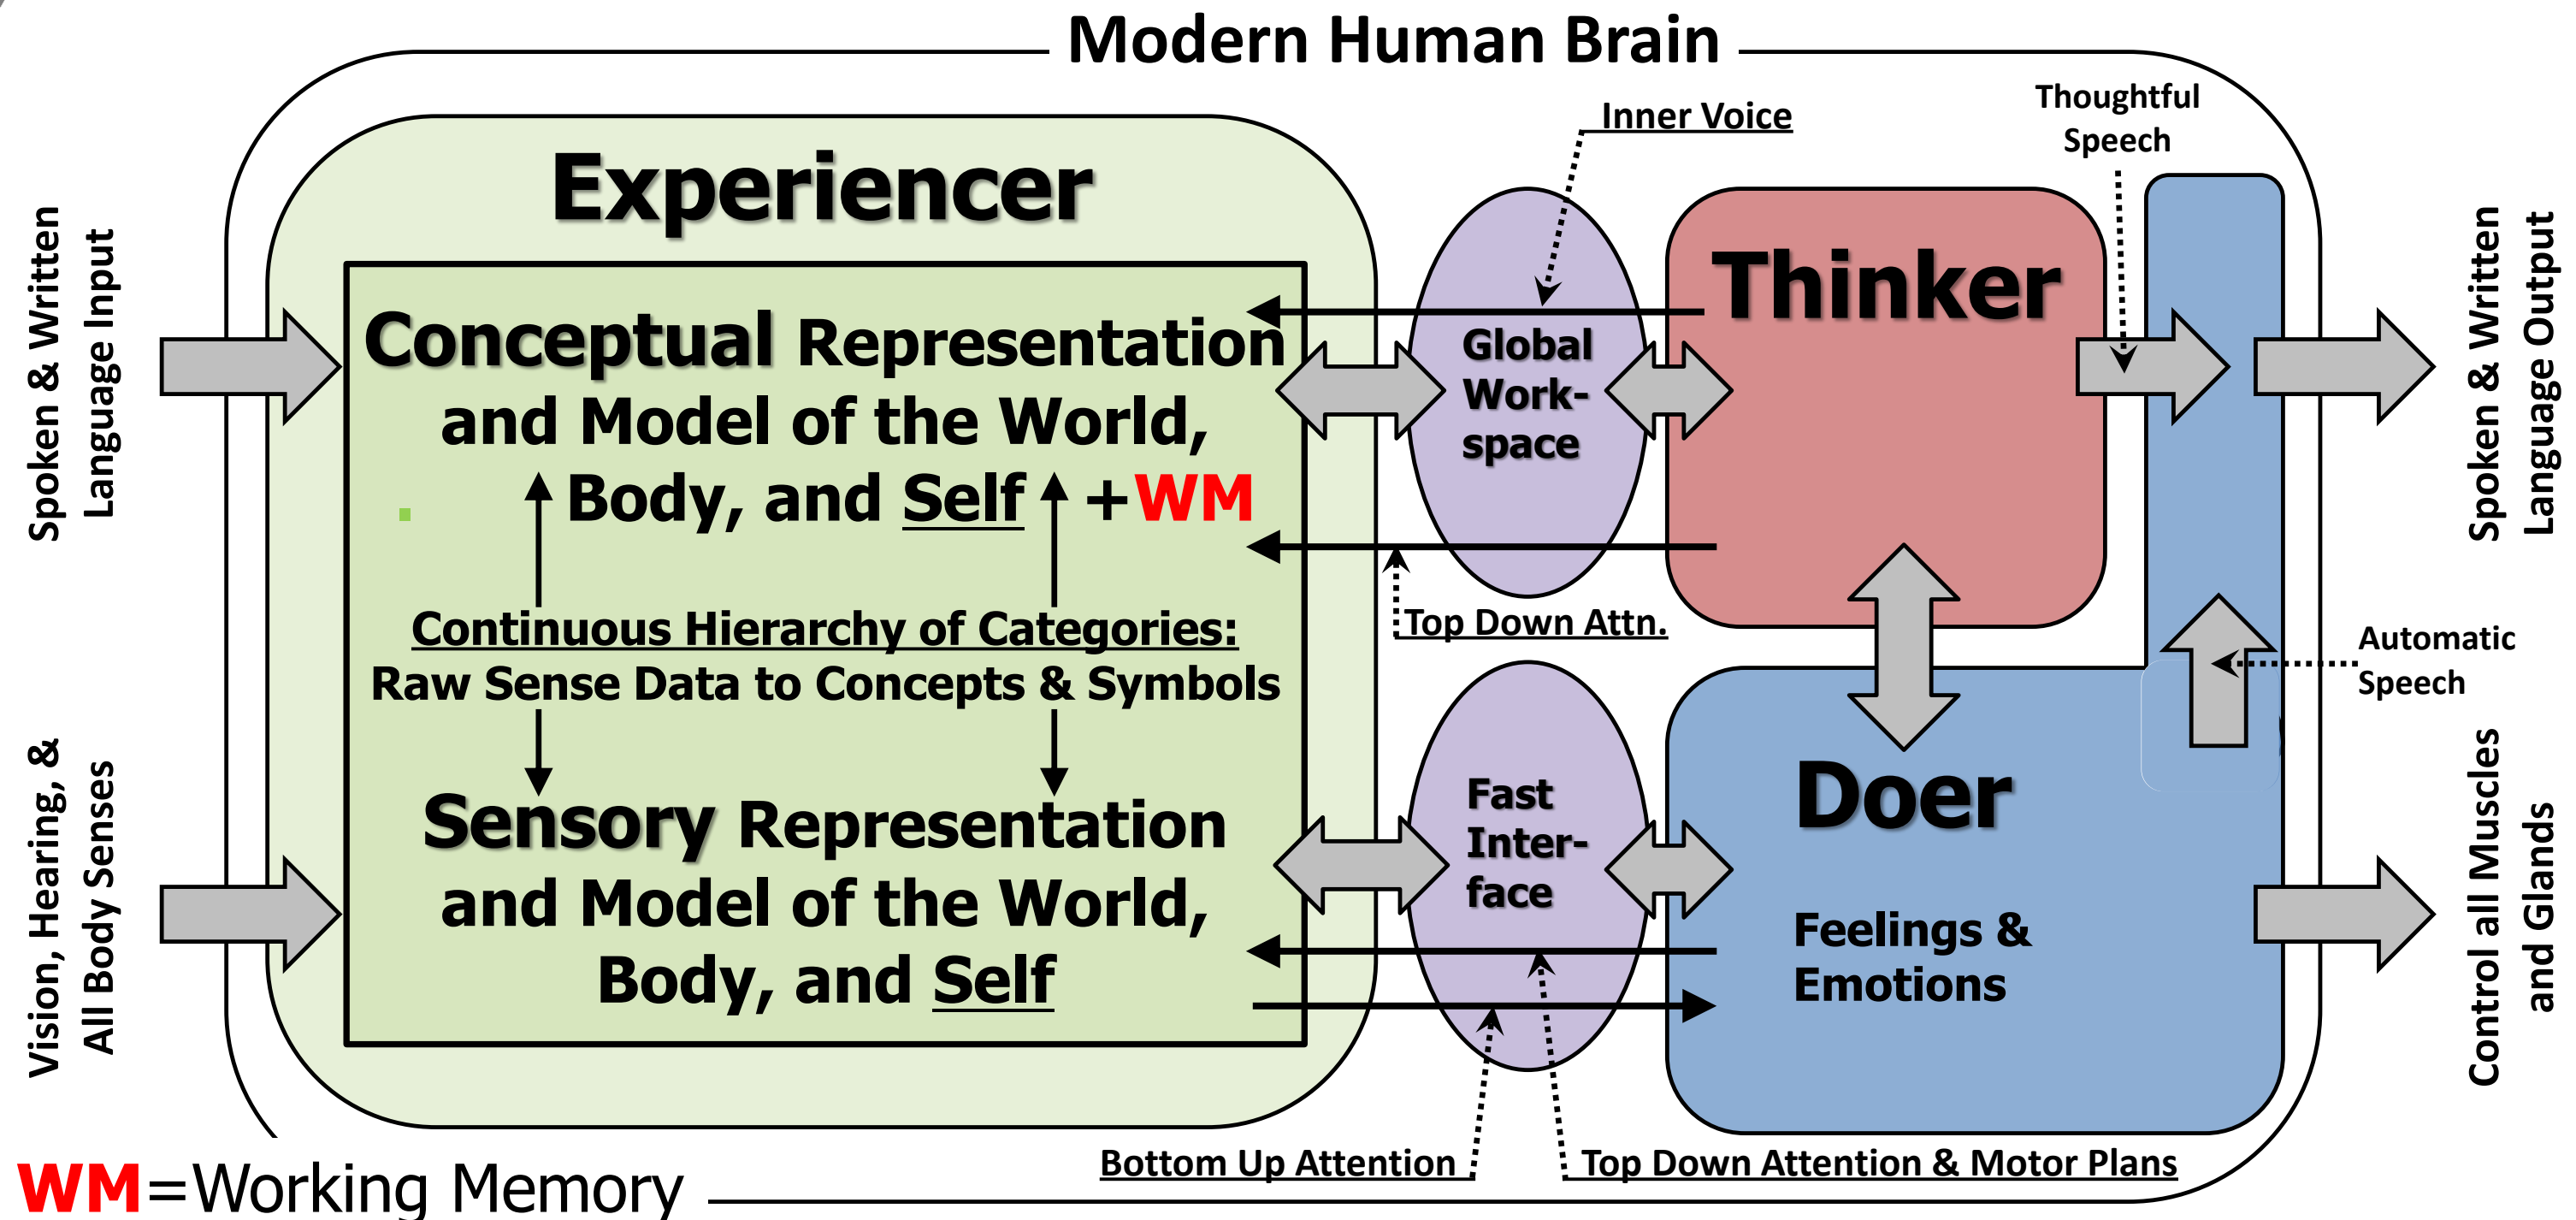 Modern Human Brain
Spoken & Written
Language Input
Vision, Hearing, &
All Body Senses
Experiencer
Conceptual Representation
and Model of the World,
Body, and Self +WM
Continuous Hierarchy of Categories:
Raw Sense Data to Concepts & Symbols
Sensory Representation
and Model of the World,
Body, and Self
Inner Voice
Global
Work-
space
Top Down Attn.
Fast
Inter-
face
Thinker
Thoughtful
Speech
Doer
Feelings &
Emotions
Automatic
Speech
Spoken & Written
Language Output
Control all Muscles
and Glands
Bottom Up Attention
Top Down Attention & Motor Plans
WM=Working Memory